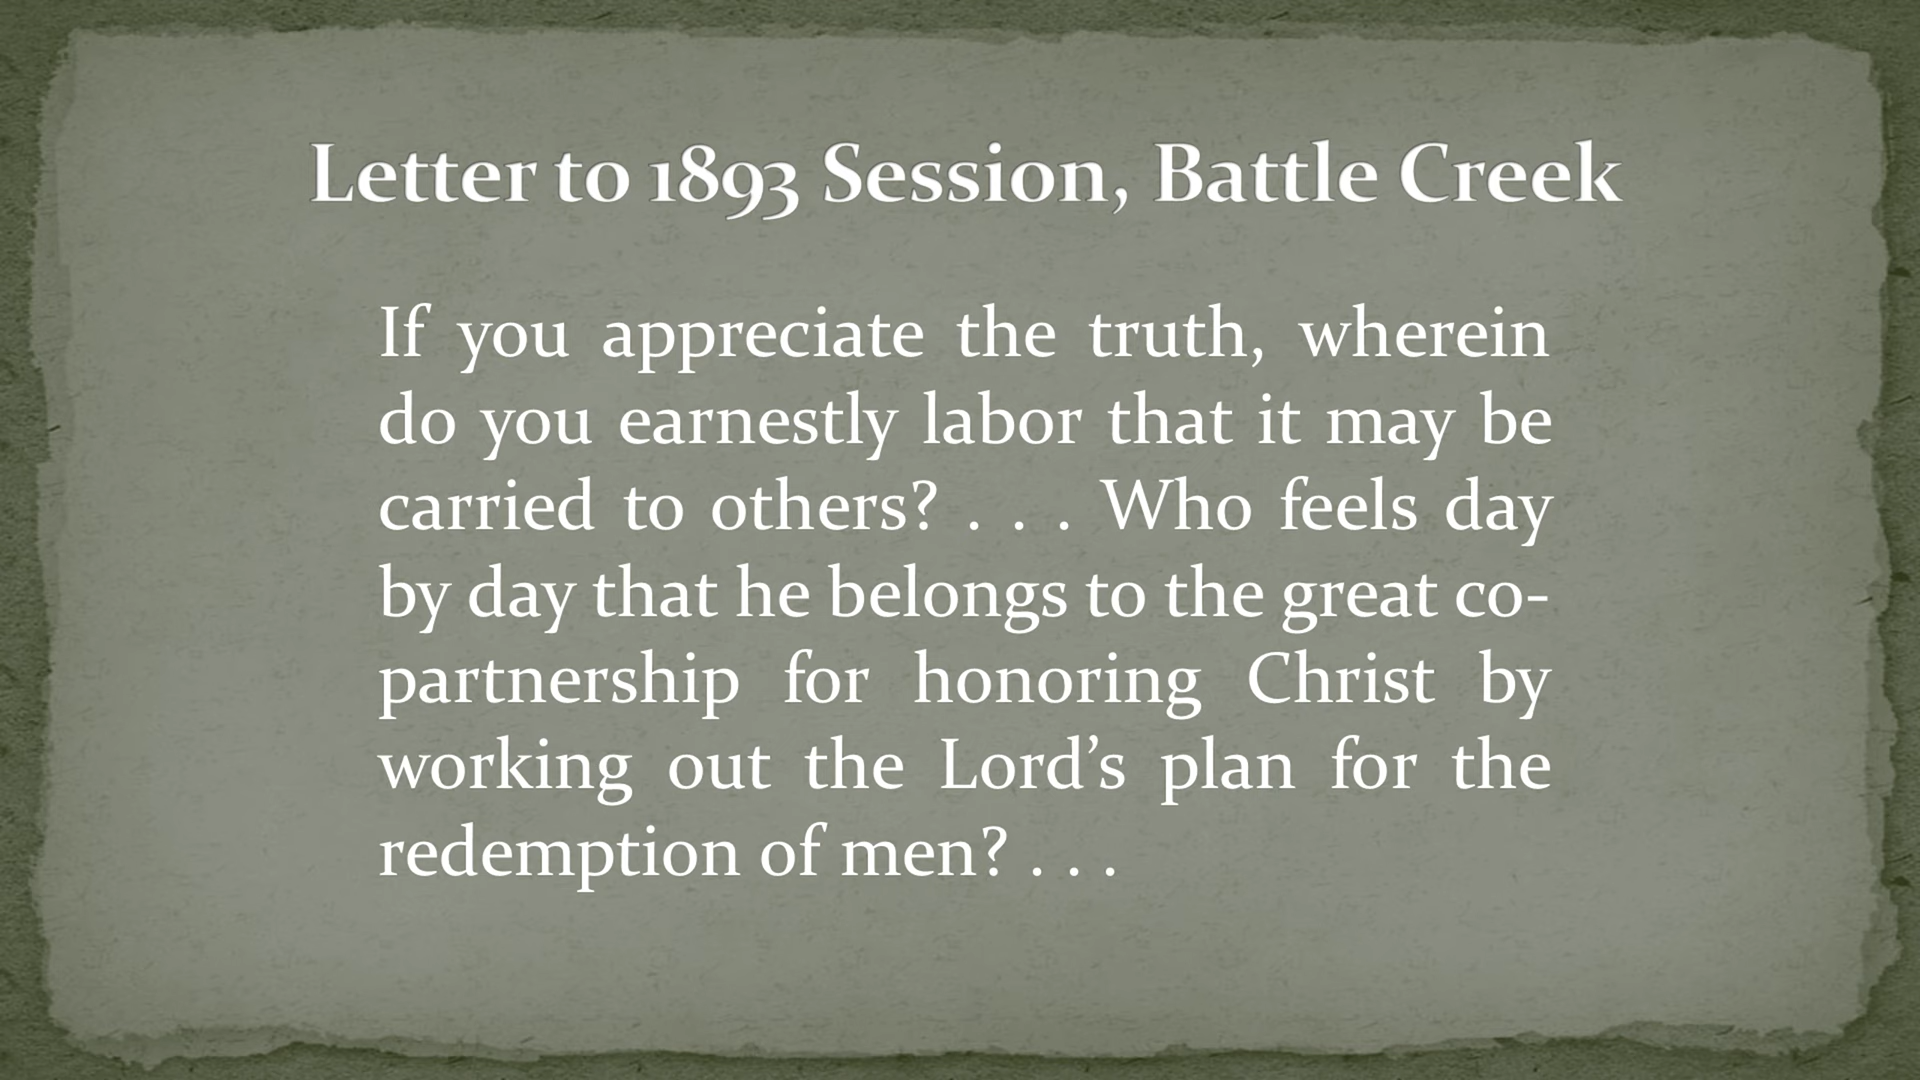 Letter to 1893 Session, Battle Creek
If you appreciate the truth, wherein
do you earnestly labor that it may be
carried to others? . . . Who feels day
by day that he belongs to the great co-
partnership for honoring Christ by
working out the Lord’s plan for the
redemption of men? . . .